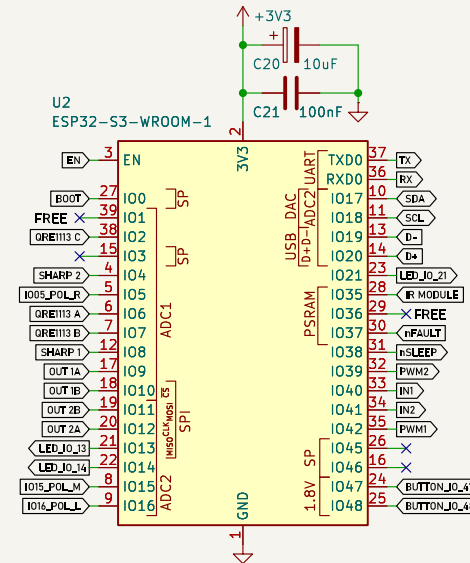 +3V3
C20 10uF
C21 100nF
U2
ESP32-S3-WROOM-1
2
3V3
EN 3 EN
BOOT 27 IO0 SP
FREE 39 IO1
QRE1113 C 38 IO2
15 IO3 SP
SHARP 2 4 IO4
IO05_POL_R 5 IO5
QRE1113 A 6 IO6
QRE1113 B 7 IO7
SHARP 1 12 IO8
OUT 1A 17 IO9
OUT 1B 18 IO10
OUT 2B 19 IO11
OUT 2A 20 IO12
LED_IO_13 21 IO13
LED_IO_14 22 IO14
IO15_POL_M 8 IO15
IO16_POL_L 9 IO16
ADC1
MISO CLK MOSI CS
SPI
ADC2
UART
TXD0 37 TX
RXD0 36 RX
DAC
ADC2
IO17 10 SDA
IO18 11 SCL
USB
D+ D-
IO19 13 D-
IO20 14 D+
IO21 23 LED_IO_21
PSRAM
IO35 28 IR MODULE
IO36 29 FREE
IO37 30 nFAULT
IO38 31 nSLEEP
IO39 32 PWM2
IO40 33 IN1
IO41 34 IN2
IO42 35 PWM1
SP
IO45 26
IO46 16
1.8V
IO47 24 BUTTON_IO_4
IO48 25 BUTTON_IO_4
GND
1